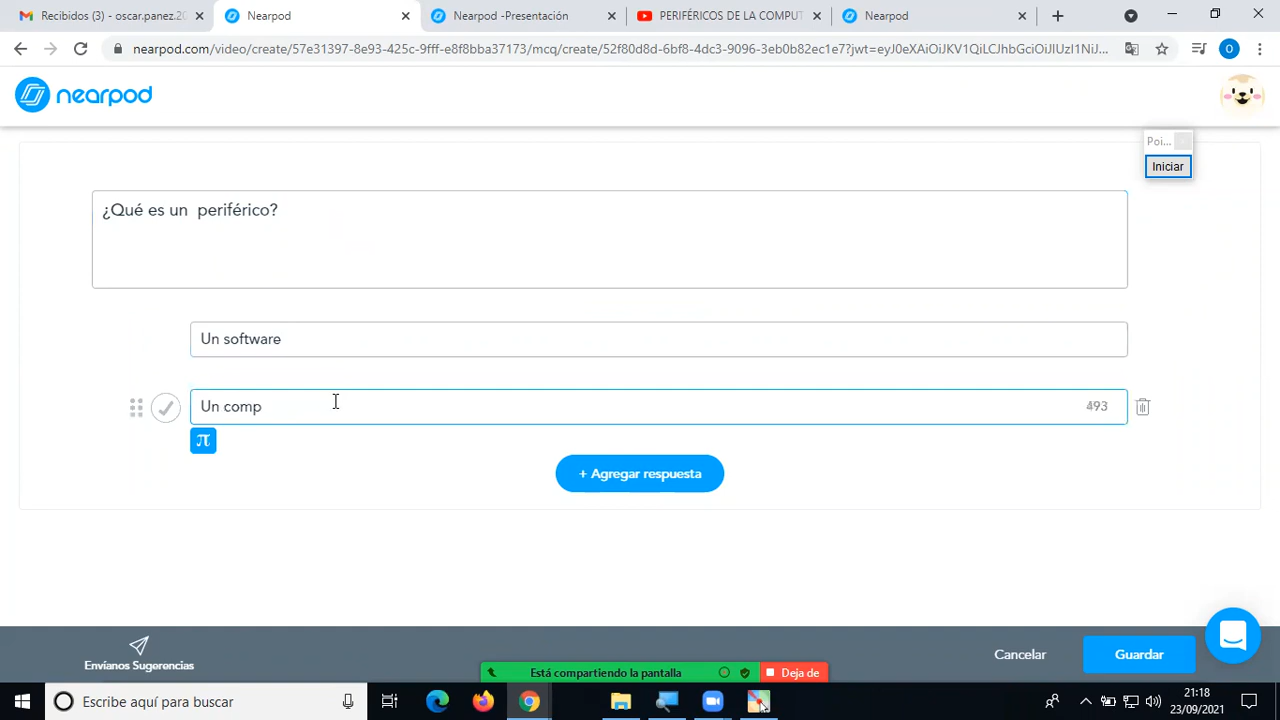 Recibidos (3) - oscar.panez.20
Nearpod
Nearpod -Presentación
PERIFÉRICOS DE LA COMPUT
Nearpod
nearpod.com/video/create/57e31397-8e93-425c-9fff-e8f8bba37173/mcq/create/52f80d8d-6bf8-4dc3-9096-3eb0b82ec1e7?jwt=eyJ0eXAiOiJKV1QiLCJhbGciOiJIUzI1NiJ...
O
nearpod
Poi...
Iniciar
¿Qué es un  periférico?
Un software
Un comp
493
π
+ Agregar respuesta
Envíanos Sugerencias
Cancelar
Guardar
Está compartiendo la pantalla
Deja de
Escribe aquí para buscar
21:18
23/09/2021